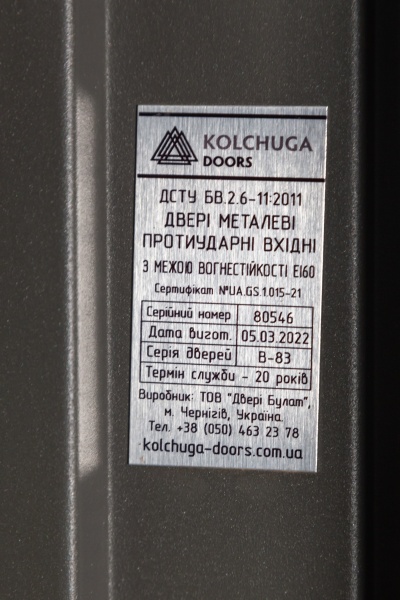 KOLCHUGA
DOORS
ДСТУ БВ.2.6-11:2011
ДВЕРІ МЕТАЛЕВІ
ПРОТИУДАРНІ ВХІДНІ
З МЕЖОЮ ВОГНЕСТІЙКОСТІ EI60
Сертифікат №UA.GS.1.015-21
Серійний номер 80546
Дата вигот. 05.03.2022
Серія дверей В-83
Термін служби - 20 років
Виробник: ТОВ "Двері Булат",
м. Чернігів, Україна.
Тел. +38 (050) 463 23 78
kolchuga-doors.com.ua